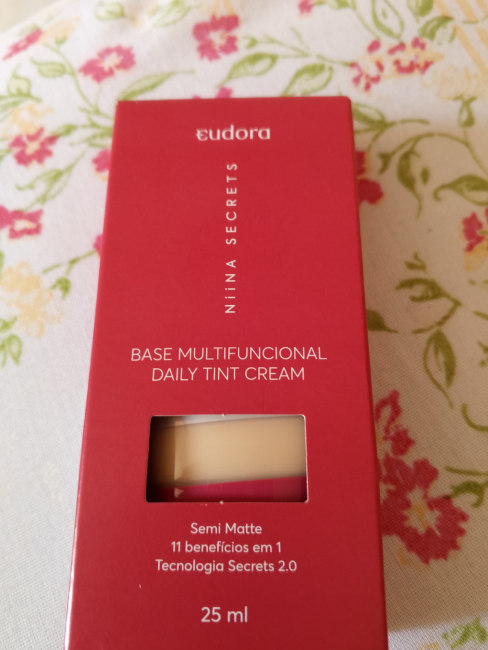 eudora
NiiNA SECRETS
BASE MULTIFUNCIONAL
DAILY TINT CREAM
Semi Matte
11 benefícios em 1
Tecnologia Secrets 2.0
25 ml